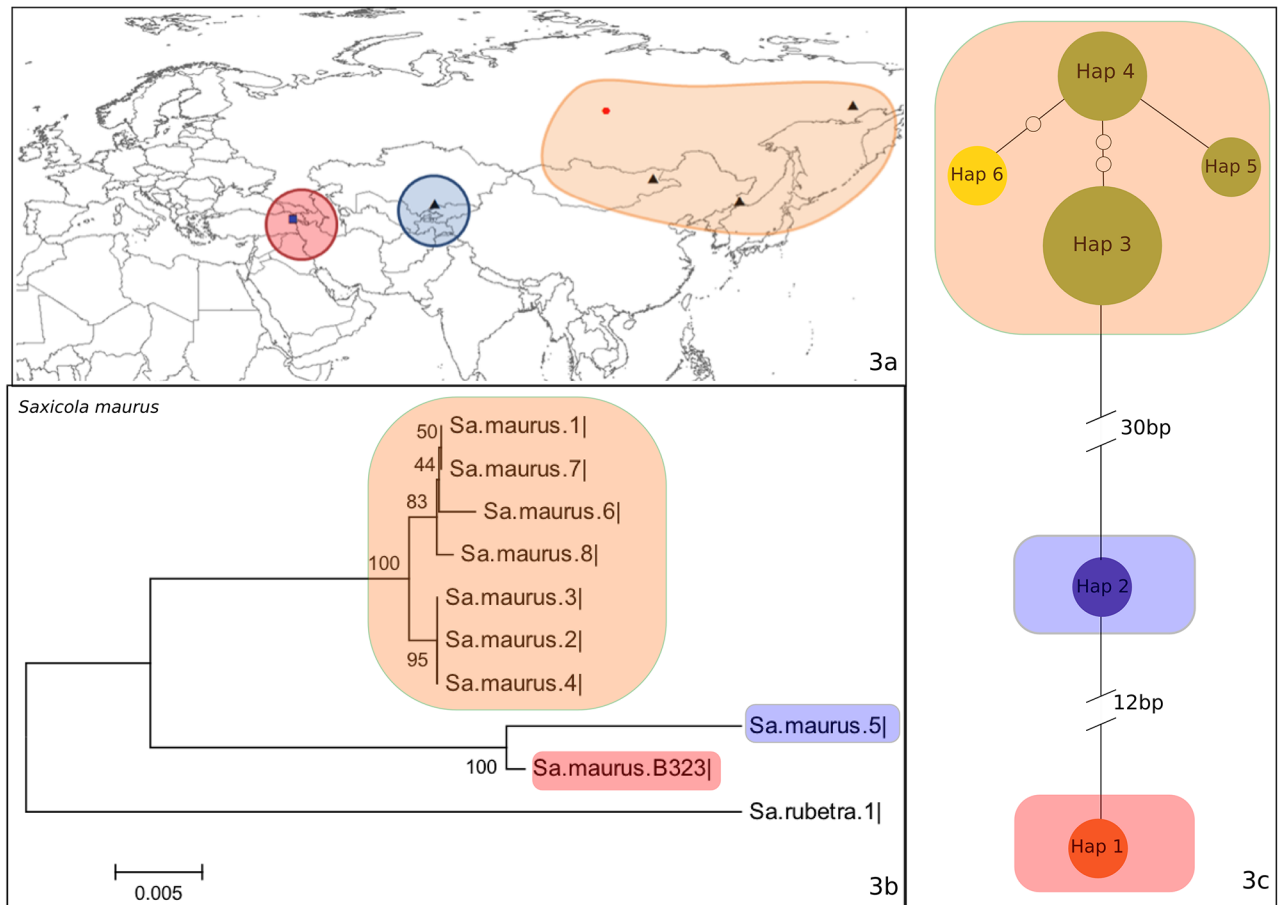 3a
Saxicola maurus
50
Sa.maurus.1|
44
Sa.maurus.7|
83
Sa.maurus.6|
100
Sa.maurus.8|
Sa.maurus.3|
Sa.maurus.2|
95
Sa.maurus.4|
Sa.maurus.5|
100
Sa.maurus.B323|
Sa.rubetra.1|
0.005
3b
Hap 4
Hap 6
Hap 5
Hap 3
30bp
Hap 2
12bp
Hap 1
3c